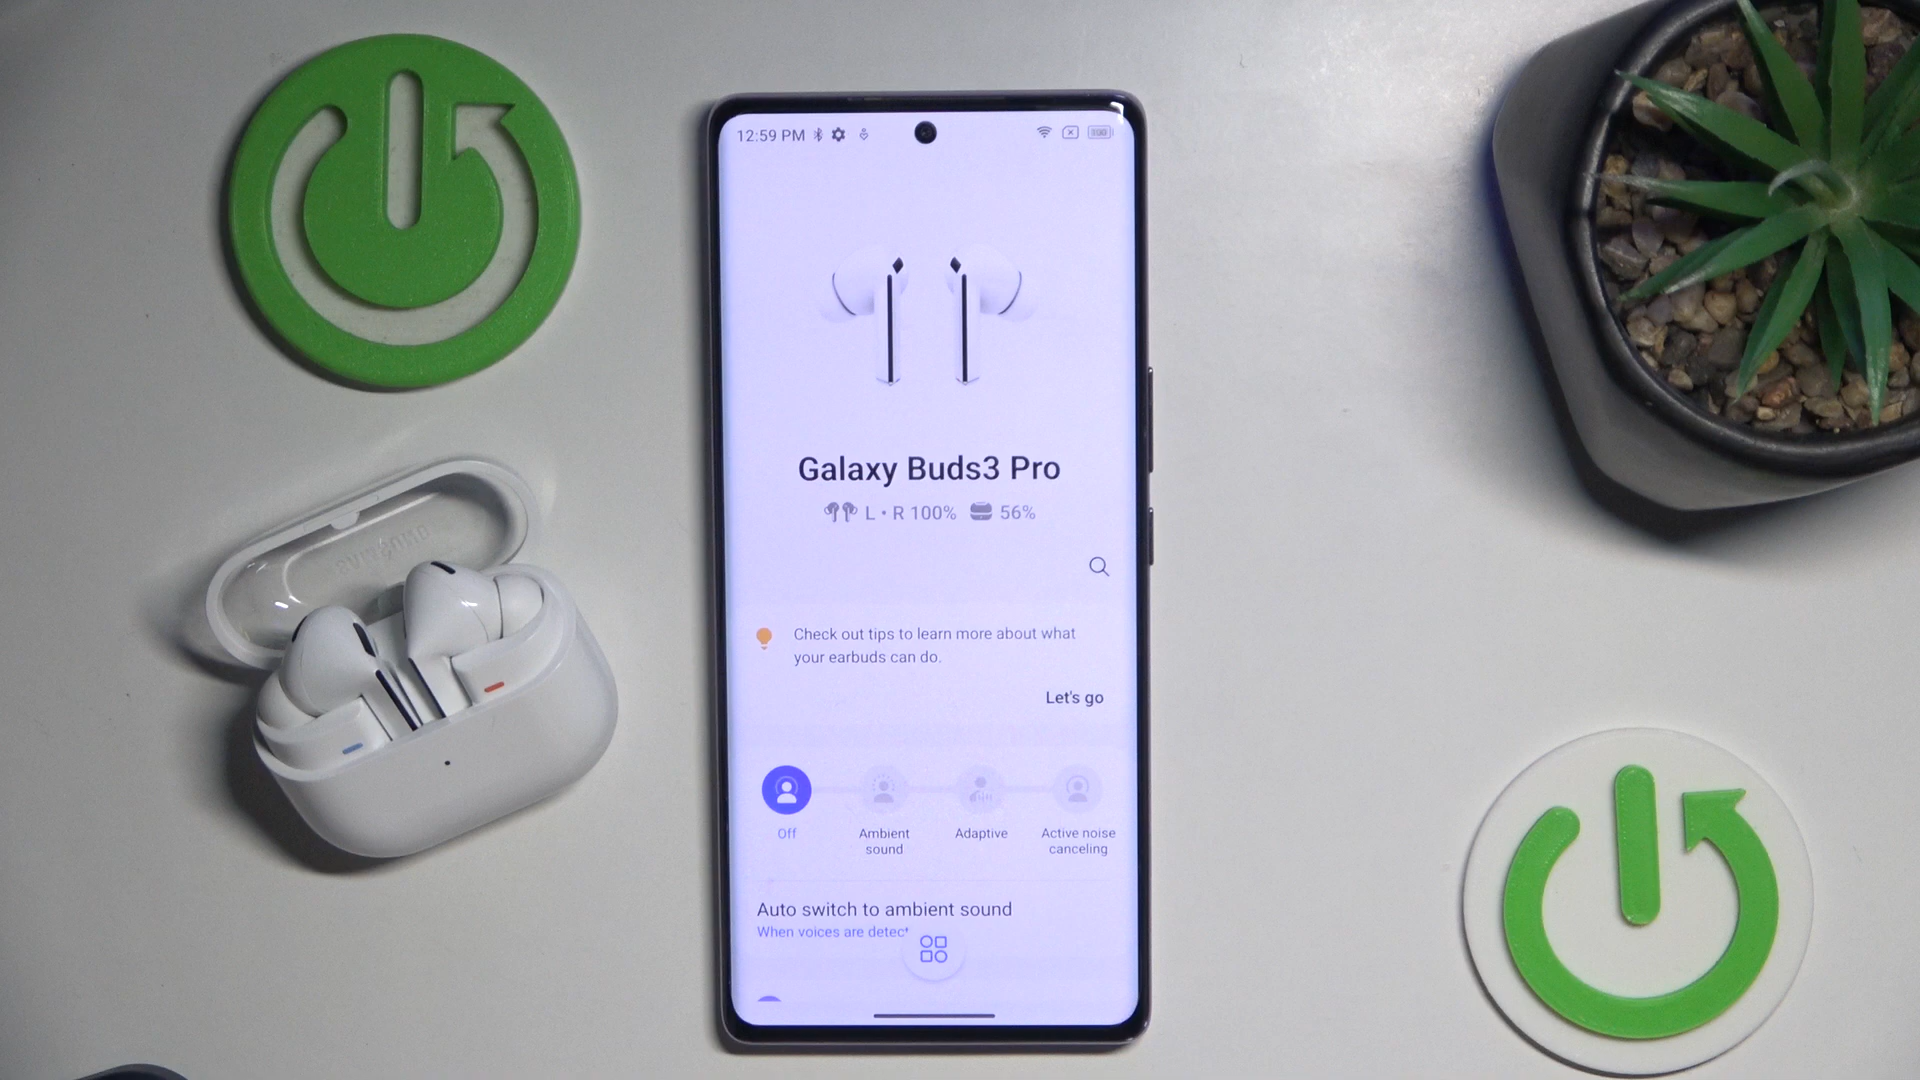 12:59 PM
Galaxy Buds3 Pro
L • R 100% 56%
Check out tips to learn more about what
your earbuds can do.
Let's go
Off
Ambient
sound
Adaptive
Active noise
canceling
Auto switch to ambient sound
When voices are
SAMSUNG